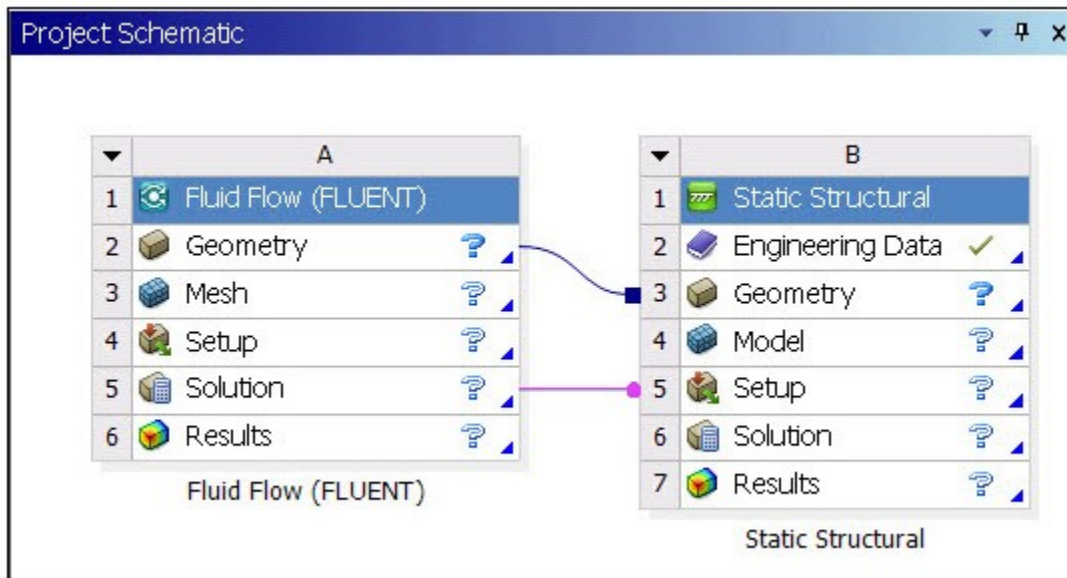 Project Schematic
A
1 Fluid Flow (FLUENT)
2 Geometry ?
3 Mesh ?
4 Setup ?
5 Solution ?
6 Results ?
Fluid Flow (FLUENT)
B
1 Static Structural
2 Engineering Data ✓
3 Geometry ?
4 Model ?
5 Setup ?
6 Solution ?
7 Results ?
Static Structural